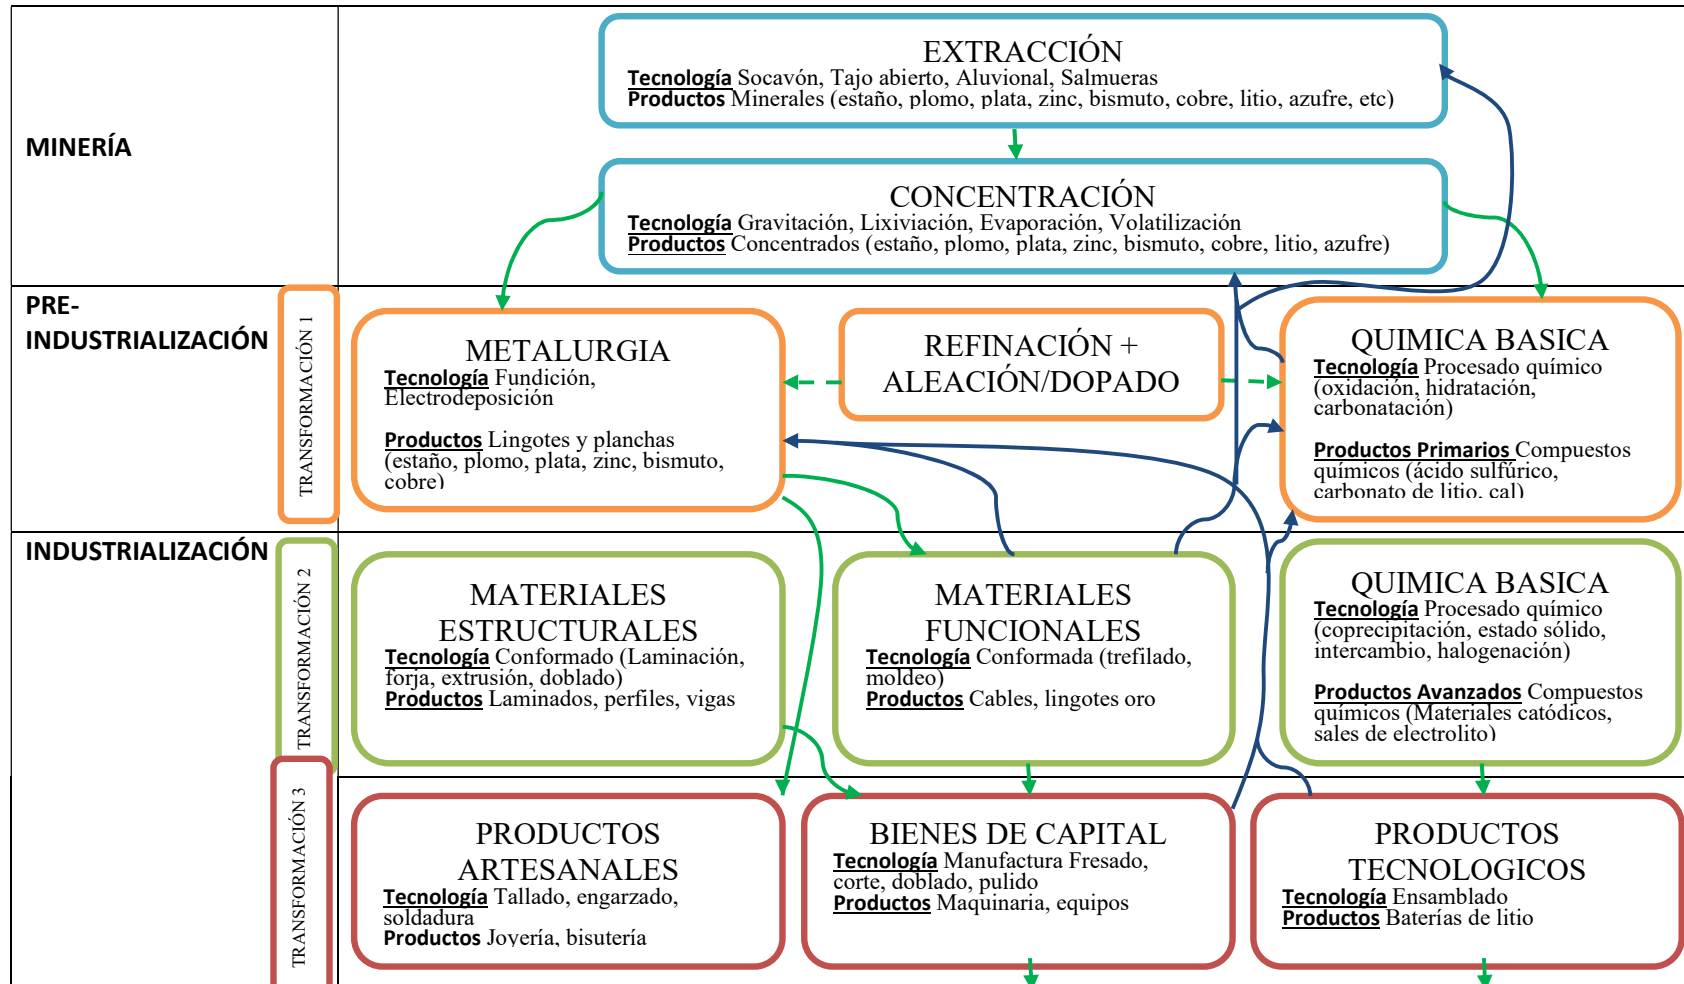 EXTRACCIÓN
Tecnología Socavón, Tajo abierto, Aluvional, Salmueras
Productos Minerales (estaño, plomo, plata, zinc, bismuto, cobre, litio, azufre, etc)
MINERÍA
CONCENTRACIÓN
Tecnología Gravitación, Lixiviación, Evaporación, Volatilización
Productos Concentrados (estaño, plomo, plata, zinc, bismuto, cobre, litio, azufre)
PRE-
INDUSTRIALIZACIÓN
TRANSFORMACIÓN 1
METALURGIA
Tecnología Fundición,
Electrodeposición
Productos Lingotes y planchas
(estaño, plomo, plata, zinc, bismuto,
cobre)
REFINACIÓN +
ALEACIÓN/DOPADO
QUIMICA BASICA
Tecnología Procesado químico
(oxidación, hidratación,
carbonatación)
Productos Primarios Compuestos
químicos (ácido sulfúrico,
carbonato de litio, cal)
INDUSTRIALIZACIÓN
TRANSFORMACIÓN 2
MATERIALES
ESTRUCTURALES
Tecnología Conformado (Laminación,
forja, extrusión, doblado)
Productos Laminados, perfiles, vigas
MATERIALES
FUNCIONALES
Tecnología Conformada (trefilado,
moldeo)
Productos Cables, lingotes oro
QUIMICA BASICA
Tecnología Procesado químico
(coprecipitación, estado sólido,
intercambio, halogenación)
Productos Avanzados Compuestos
químicos (Materiales catódicos,
sales de electrolito)
TRANSFORMACIÓN 3
PRODUCTOS
ARTESANALES
Tecnología Tallado, engarzado,
soldadura
Productos Joyería, bisutería
BIENES DE CAPITAL
Tecnología Manufactura Fresado,
corte, doblado, pulido
Productos Maquinaria, equipos
PRODUCTOS
TECNOLOGICOS
Tecnología Ensamblado
Productos Baterías de litio